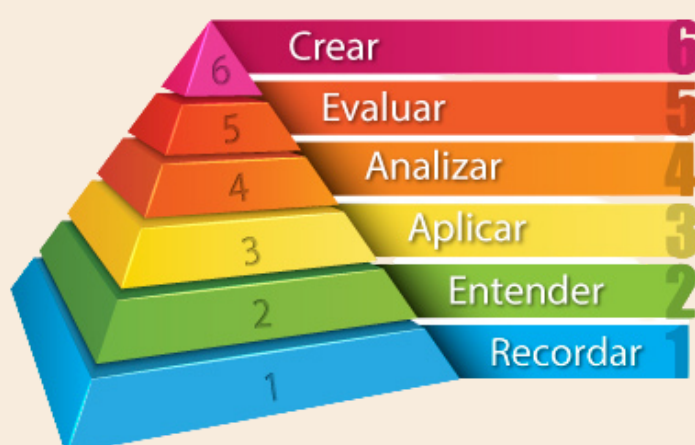 6 Crear 6
5 Evaluar 5
4 Analizar 4
3 Aplicar 3
2 Entender 2
1 Recordar 1